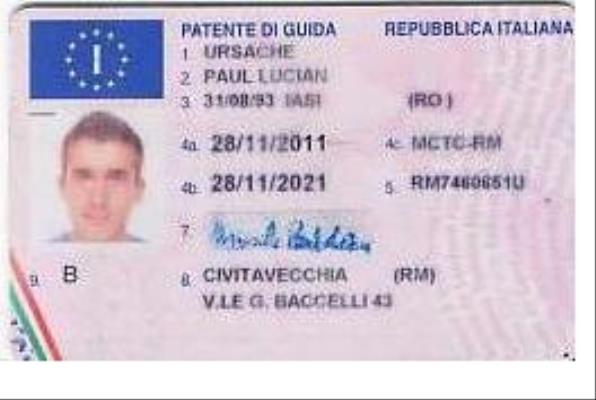 I
PATENTE DI GUIDA REPUBBLICA ITALIANA
1 URSACHE
2. PAUL LUCIAN
3. 31/08/93 IASI (RO)
4a. 28/11/2011 4c. MCTC-RM
4b. 28/11/2021 5. RM7460651U
7.
9. B 8. CIVITAVECCHIA (RM)
V.LE G. BACCELLI 43